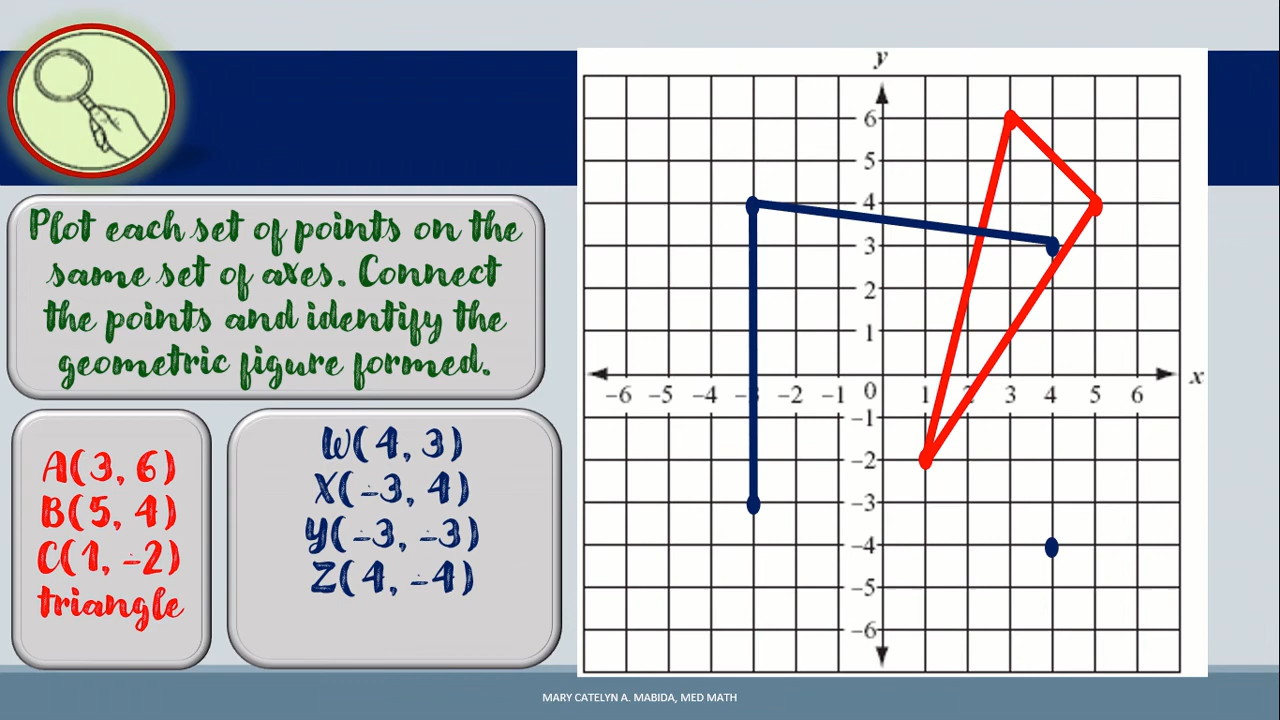 Plot each set of points on the
same set of axes. Connect
the points and identify the
geometric figure formed.
A(3, 6)
B(5, 4)
C(1, -2)
triangle
W(4, 3)
X(-3, 4)
Y(-3, -3)
Z(4, -4)
y
6
5
4
3
2
1
–6 –5 –4 –3 –2 –1 0 1 2 3 4 5 6 x
–1
–2
–3
–4
–5
–6
MARY CATELYN A. MABIDA, MED MATH